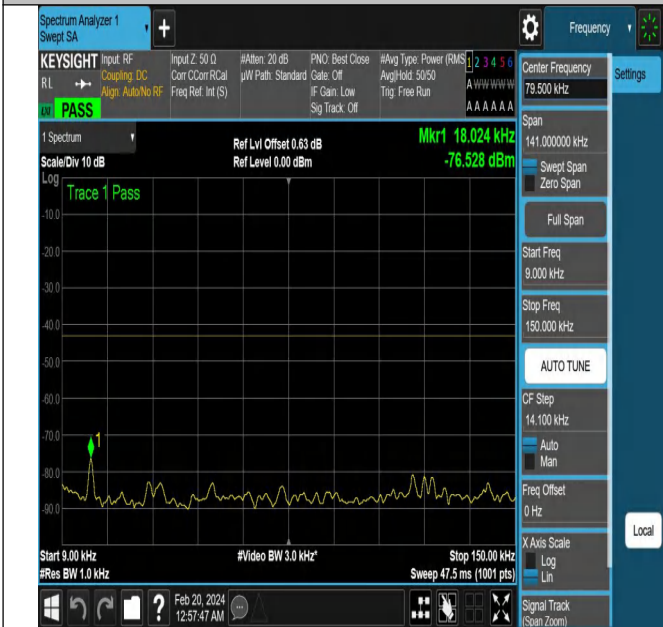 Spectrum Analyzer 1
Swept SA
+
Frequency
KEYSIGHT
RL
PASS
Input: RF
Coupling: DC
Align: Auto/No RF
Input Z: 50 Ω
Corr CCorr RCal
Freq Ref: Int (S)
#Atten: 20 dB
µW Path: Standard
PNO: Best Close
Gate: Off
IF Gain: Low
Sig Track: Off
#Avg Type: Power (RMS
Avg|Hold: 50/50
Trig: Free Run
1 2 3 4 5 6
A W W W W W
A A A A A A
Center Frequency
79.500 kHz
Settings
Span
141.000000 kHz
Swept Span
Zero Span
Full Span
Start Freq
9.000 kHz
Stop Freq
150.000 kHz
AUTO TUNE
CF Step
14.100 kHz
Auto
Man
Freq Offset
0 Hz
X Axis Scale
Log
Lin
Signal Track
(Span Zoom)
Local
1 Spectrum
Scale/Div 10 dB
Ref Lvl Offset 0.63 dB
Ref Level 0.00 dBm
Mkr1 18.024 kHz
-76.528 dBm
Log
Trace 1 Pass
-10.0
-20.0
-30.0
-40.0
-50.0
-60.0
-70.0
-80.0
-90.0
1
Start 9.00 kHz
#Res BW 1.0 kHz
#Video BW 3.0 kHz*
Stop 150.00 kHz
Sweep 47.5 ms (1001 pts)
?
Feb 20, 2024
12:57:47 AM